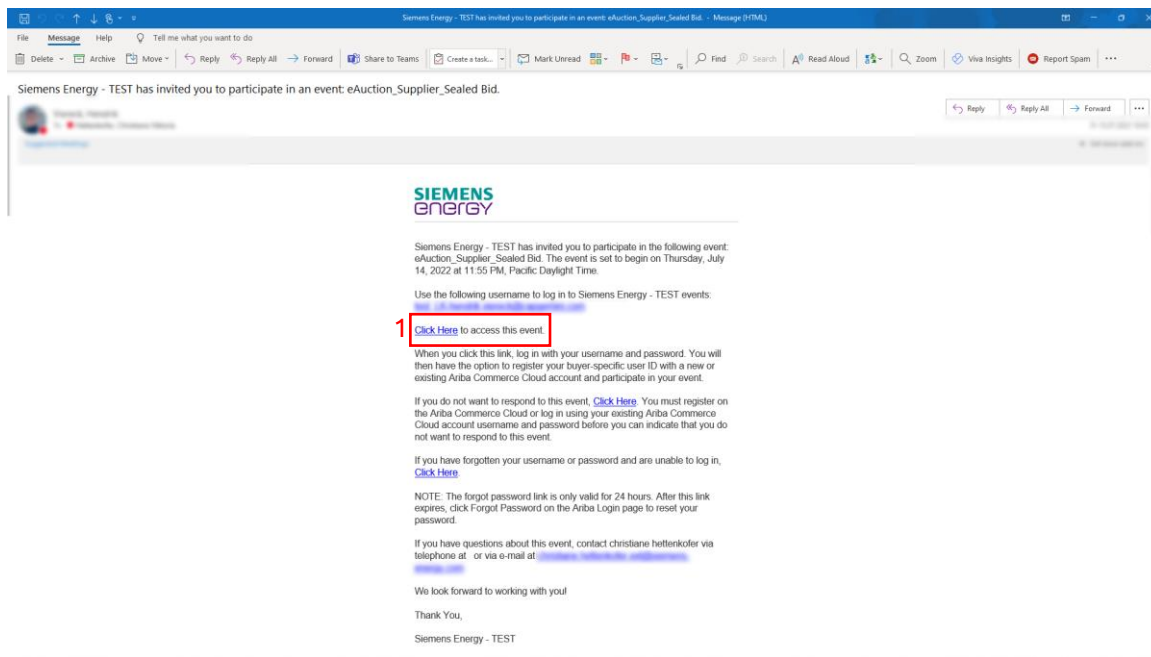 Siemens Energy - TEST has invited you to participate in an event: eAuction_Supplier_Sealed Bid. - Message (HTML)
File Message Help Tell me what you want to do
Delete Archive Move Reply Reply All Forward Share to Teams Create a task... Mark Unread Find Search Read Aloud Zoom Viva Insights Report Spam ...
Siemens Energy - TEST has invited you to participate in an event: eAuction_Supplier_Sealed Bid.
Reply Reply All Forward ...
SIEMENS
energy
Siemens Energy - TEST has invited you to participate in the following event:
eAuction_Supplier_Sealed Bid. The event is set to begin on Thursday, July
14, 2022 at 11:55 PM, Pacific Daylight Time.
Use the following username to log in to Siemens Energy - TEST events:
1 Click Here to access this event.
When you click this link, log in with your username and password. You will
then have the option to register your buyer-specific user ID with a new or
existing Ariba Commerce Cloud account and participate in your event.
If you do not want to respond to this event, Click Here. You must register on
the Ariba Commerce Cloud or log in using your existing Ariba Commerce
Cloud account username and password before you can indicate that you do
not want to respond to this event.
If you have forgotten your username or password and are unable to log in,
Click Here.
NOTE: The forgot password link is only valid for 24 hours. After this link
expires, click Forgot Password on the Ariba Login page to reset your
password.
If you have questions about this event, contact christiane hettenkofer via
telephone at or via e-mail at
We look forward to working with you!
Thank You,
Siemens Energy - TEST